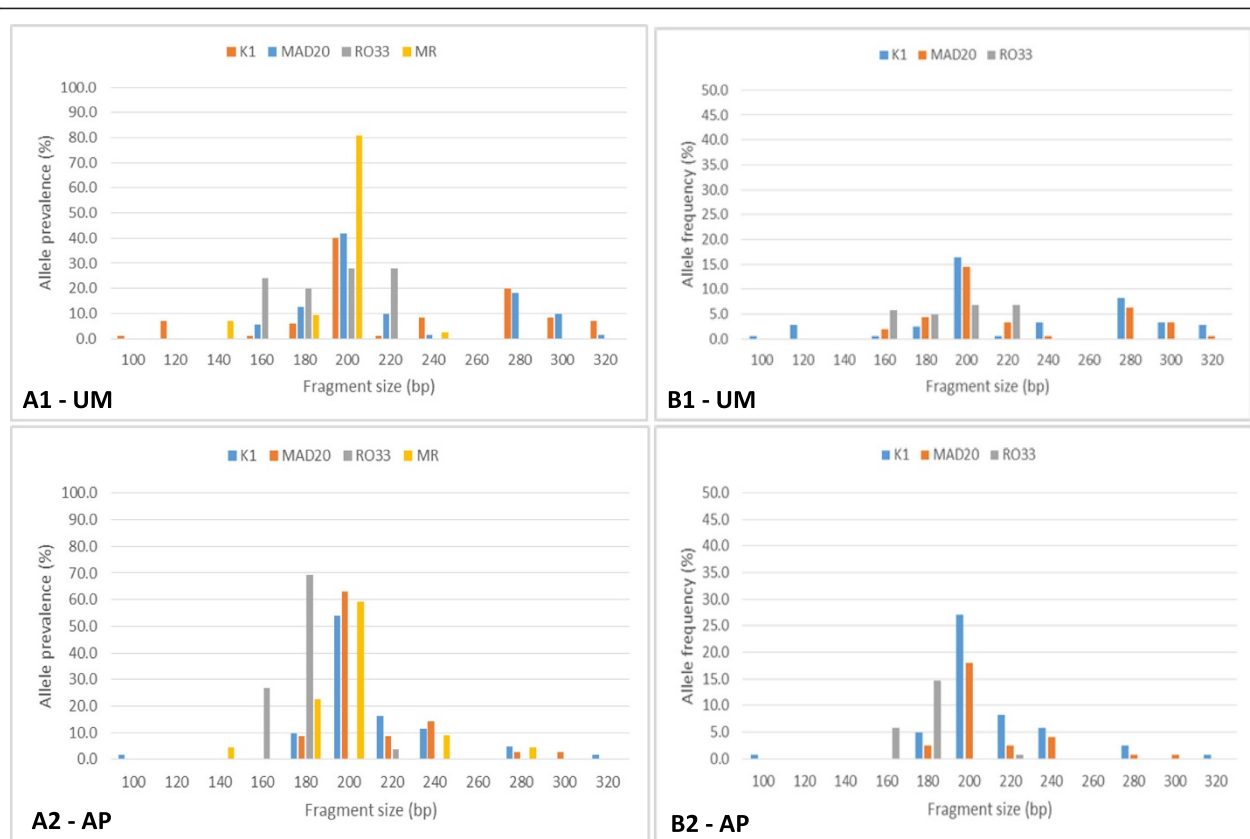 K1 MAD20 RO33 MR
Allele prevalence (%)
100.0
90.0
80.0
70.0
60.0
50.0
40.0
30.0
20.0
10.0
0.0
100 120 140 160 180 200 220 240 260 280 300 320
Fragment size (bp)
A1 - UM
K1 MAD20 RO33
Allele frequency (%)
50.0
45.0
40.0
35.0
30.0
25.0
20.0
15.0
10.0
5.0
0.0
100 120 140 160 180 200 220 240 260 280 300 320
Fragment size (bp)
B1 - UM
K1 MAD20 RO33 MR
Allele prevalence (%)
100.0
90.0
80.0
70.0
60.0
50.0
40.0
30.0
20.0
10.0
0.0
100 120 140 160 180 200 220 240 260 280 300 320
Fragment size (bp)
A2 - AP
K1 MAD20 RO33
Allele frequency (%)
50.0
45.0
40.0
35.0
30.0
25.0
20.0
15.0
10.0
5.0
0.0
100 120 140 160 180 200 220 240 260 280 300 320
Fragment size (bp)
B2 - AP